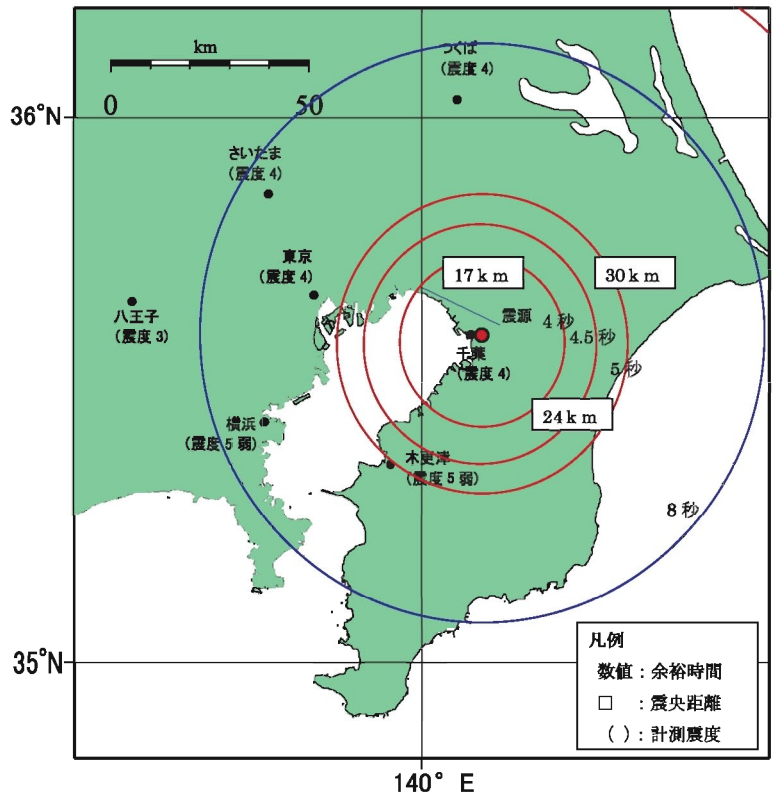 km
0 50
つくば
(震度 4)
36°N
さいたま
(震度 4)
東京
(震度 4)
17 k m
30 k m
八王子
(震度 3)
震源
4 秒
4.5 秒
千葉
(震度 4)
5 秒
24 k m
横浜
(震度 5 弱)
木更津
(震度 5 弱)
8 秒
35°N
凡例
数値：余裕時間
□ ：震央距離
( )：計測震度
140° E